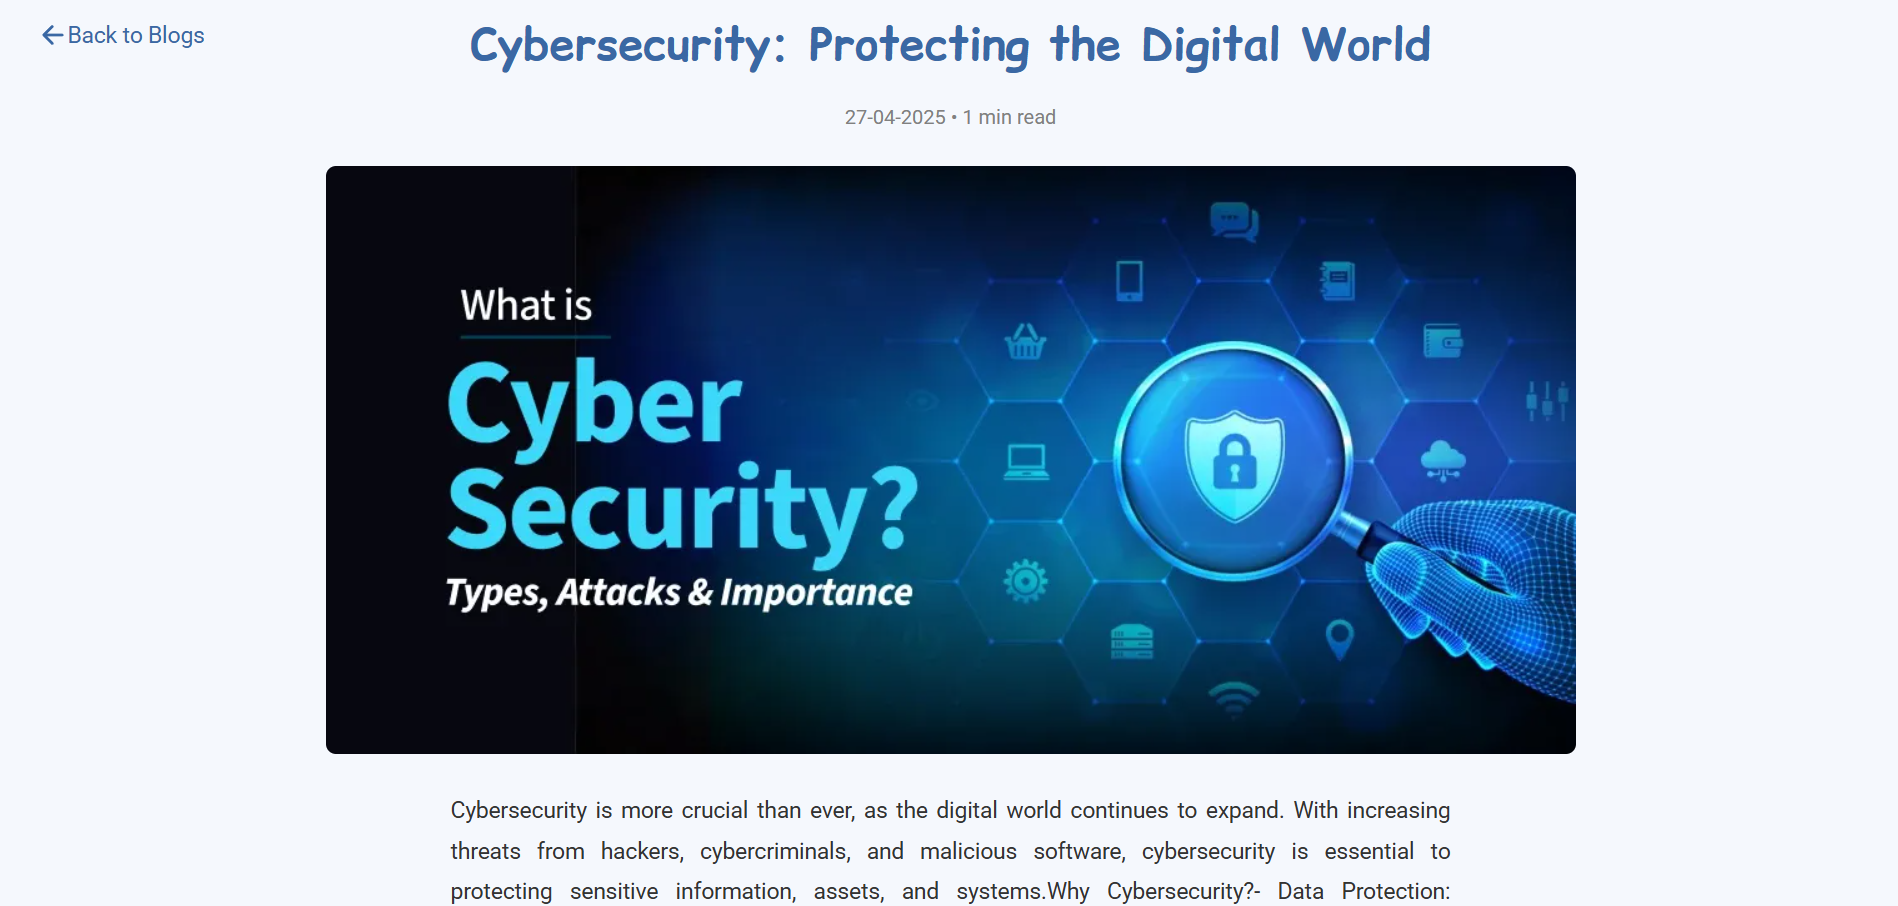 Back to Blogs
Cybersecurity: Protecting the Digital World
27-04-2025 • 1 min read
What is
Cyber
Security?
Types, Attacks & Importance
Cybersecurity is more crucial than ever, as the digital world continues to expand. With increasing
threats from hackers, cybercriminals, and malicious software, cybersecurity is essential to
protecting sensitive information, assets, and systems.Why Cybersecurity?- Data Protection: